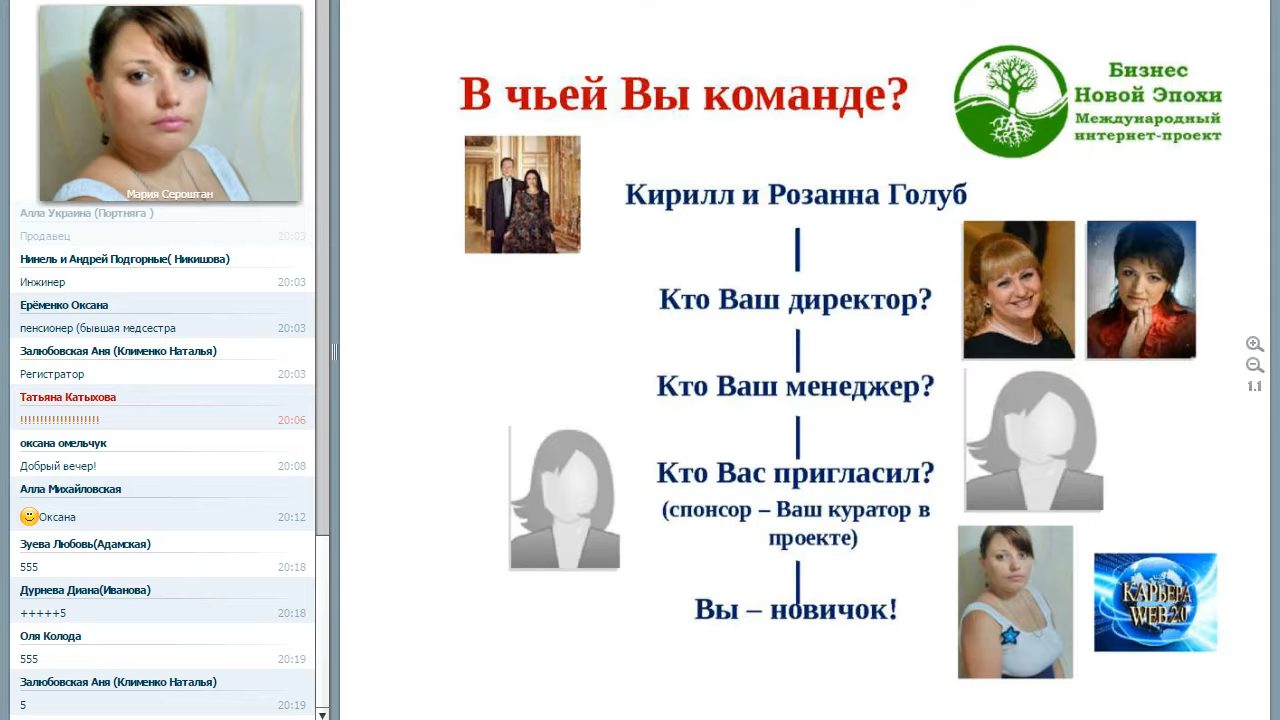 Мария Сероштан
Алла Украина (Портняга )
Продавец 20:03
Нинель и Андрей Подгорные( Никишова)
Инжинер 20:03
Ерёменко Оксана
пенсионер (бывшая медсестра 20:03
Залюбовская Аня (Клименко Наталья)
Регистратор 20:03
Татьяна Катыхова
!!!!!!!!!!!!!!!!!!!! 20:06
оксана омельчук
Добрый вечер! 20:08
Алла Михайловская
Оксана 20:12
Зуева Любовь(Адамская)
555 20:18
Дурнева Диана(Иванова)
+++++5 20:18
Оля Колода
555 20:19
Залюбовская Аня (Клименко Наталья)
5 20:19
В чьей Вы команде?
Бизнес
Новой Эпохи
Международный
интернет-проект
Кирилл и Розанна Голуб
Кто Ваш директор?
Кто Ваш менеджер?
Кто Вас пригласил?
(спонсор – Ваш куратор в
проекте)
Вы – новичок!
КАРЬЕРА
WEB 2.0
1.1